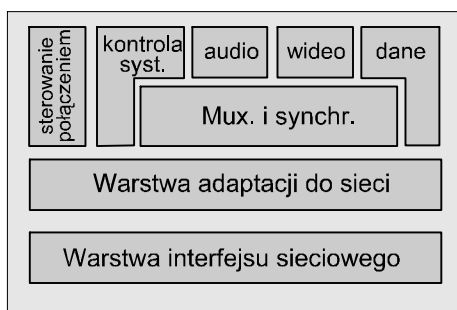 sterowanie
połączeniem
kontrola
syst.
audio
wideo
dane
Mux. i synchr.
Warstwa adaptacji do sieci
Warstwa interfejsu sieciowego